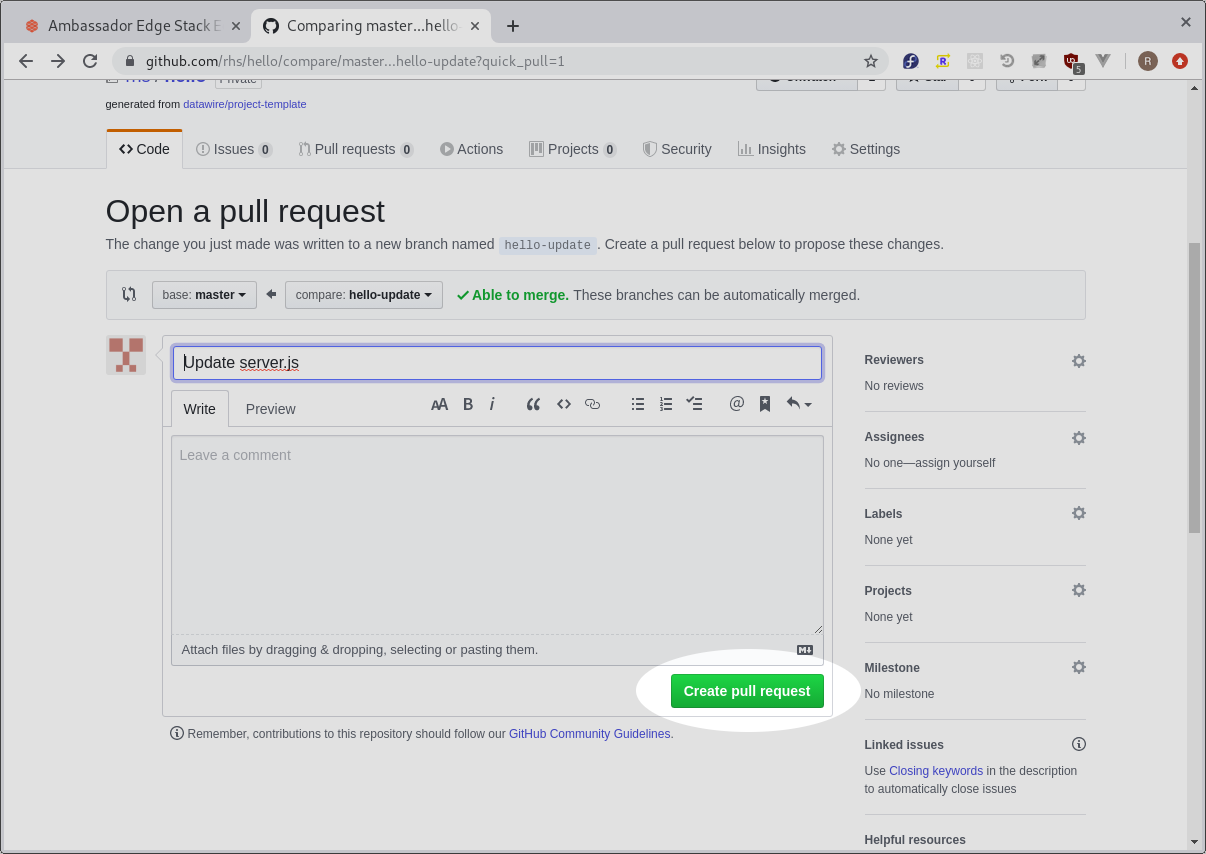 Ambassador Edge Stack E
Comparing master...hello
github.com/rhs/hello/compare/master...hello-update?quick_pull=1
5
R
generated from datawire/project-template
Code
Issues 0
Pull requests 0
Actions
Projects 0
Security
Insights
Settings
Open a pull request
The change you just made was written to a new branch named hello-update. Create a pull request below to propose these changes.
base: master
compare: hello-update
Able to merge. These branches can be automatically merged.
Update server.js
Write
Preview
Leave a comment
Attach files by dragging & dropping, selecting or pasting them.
Create pull request
Remember, contributions to this repository should follow our GitHub Community Guidelines.
Reviewers
No reviews
Assignees
No one—assign yourself
Labels
None yet
Projects
None yet
Milestone
No milestone
Linked issues
Use Closing keywords in the description
to automatically close issues
Helpful resources